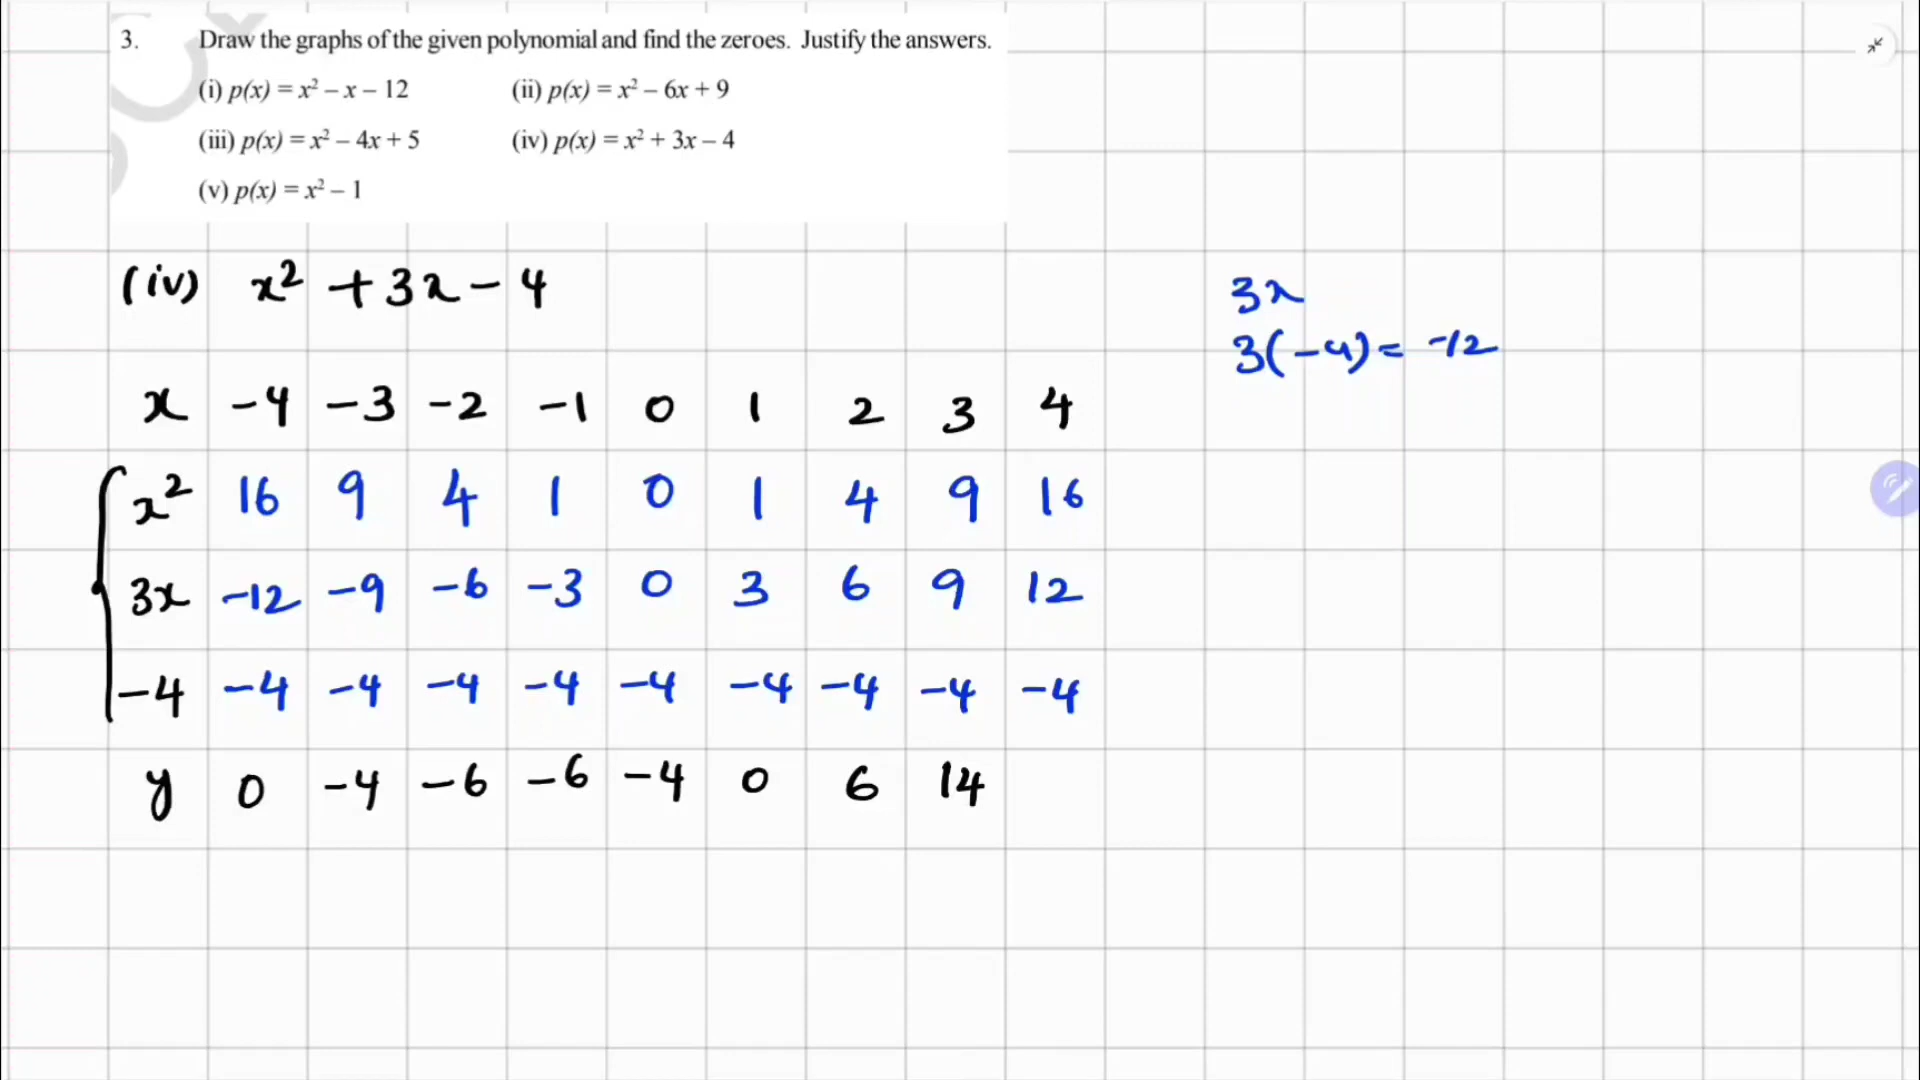 3. Draw the graphs of the given polynomial and find the zeroes. Justify the answers.
(i) p(x) = x² – x – 12 (ii) p(x) = x² – 6x + 9
(iii) p(x) = x² – 4x + 5 (iv) p(x) = x² + 3x – 4
(v) p(x) = x² – 1
(iv) x² + 3x - 4
3x
3(-4) = -12
x -4 -3 -2 -1 0 1 2 3 4
x² 16 9 4 1 0 1 4 9 16
3x -12 -9 -6 -3 0 3 6 9 12
-4 -4 -4 -4 -4 -4 -4 -4 -4 -4
y 0 -4 -6 -6 -4 0 6 14